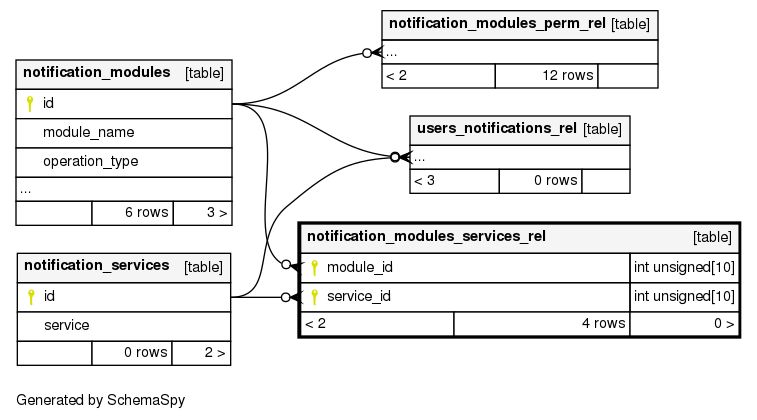 notification_modules_perm_rel [table]
...
< 2 12 rows
notification_modules [table]
id
module_name
operation_type
...
6 rows 3 >
users_notifications_rel [table]
...
< 3 0 rows
notification_modules_services_rel [table]
module_id int unsigned[10]
service_id int unsigned[10]
< 2 4 rows 0 >
notification_services [table]
id
service
0 rows 2 >
Generated by SchemaSpy